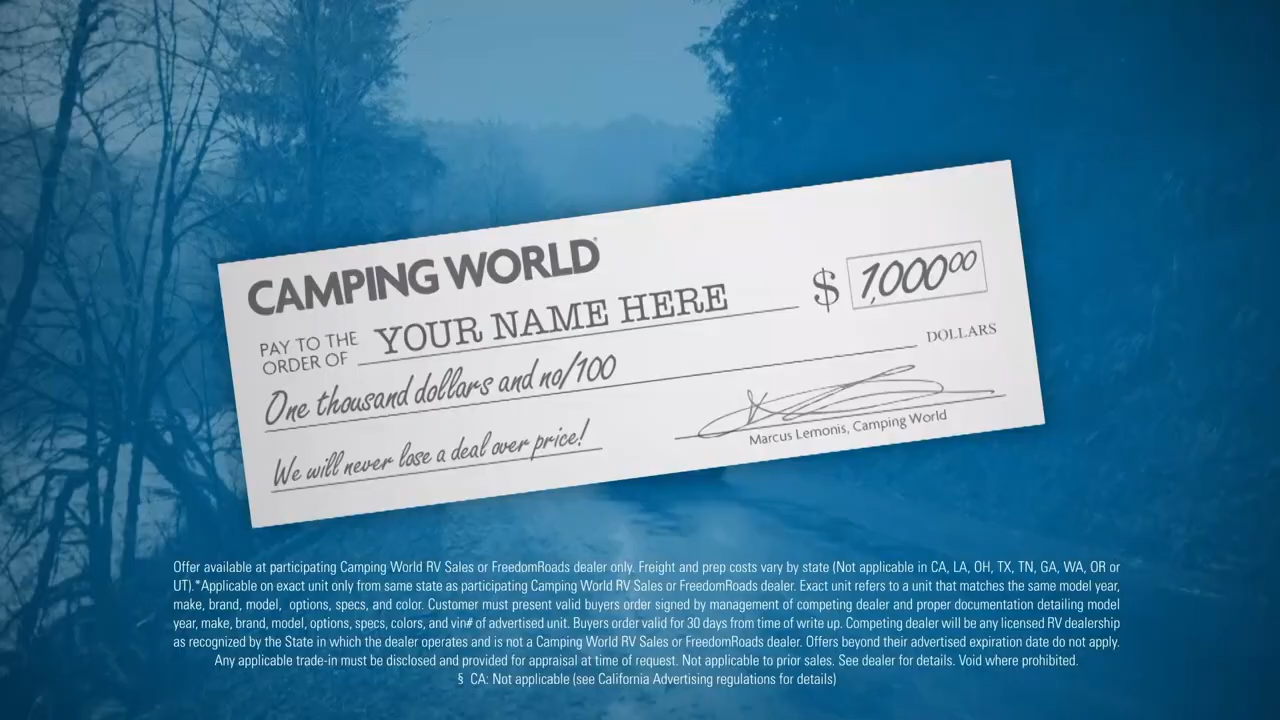 CAMPING WORLD
PAY TO THE ORDER OF YOUR NAME HERE $ 1,000⁰⁰
One thousand dollars and no/100 DOLLARS
We will never lose a deal over price!
Marcus Lemonis, Camping World
Offer available at participating Camping World RV Sales or FreedomRoads dealer only. Freight and prep costs vary by state (Not applicable in CA, LA, OH, TX, TN, GA, WA, OR or
UT).*Applicable on exact unit only from same state as participating Camping World RV Sales or FreedomRoads dealer. Exact unit refers to a unit that matches the same model year,
make, brand, model, options, specs, and color. Customer must present valid buyers order signed by management of competing dealer and proper documentation detailing model
year, make, brand, model, options, specs, colors, and vin# of advertised unit. Buyers order valid for 30 days from time of write up. Competing dealer will be any licensed RV dealership
as recognized by the State in which the dealer operates and is not a Camping World RV Sales or FreedomRoads dealer. Offers beyond their advertised expiration date do not apply.
Any applicable trade-in must be disclosed and provided for appraisal at time of request. Not applicable to prior sales. See dealer for details. Void where prohibited.
§ CA: Not applicable (see California Advertising regulations for details)